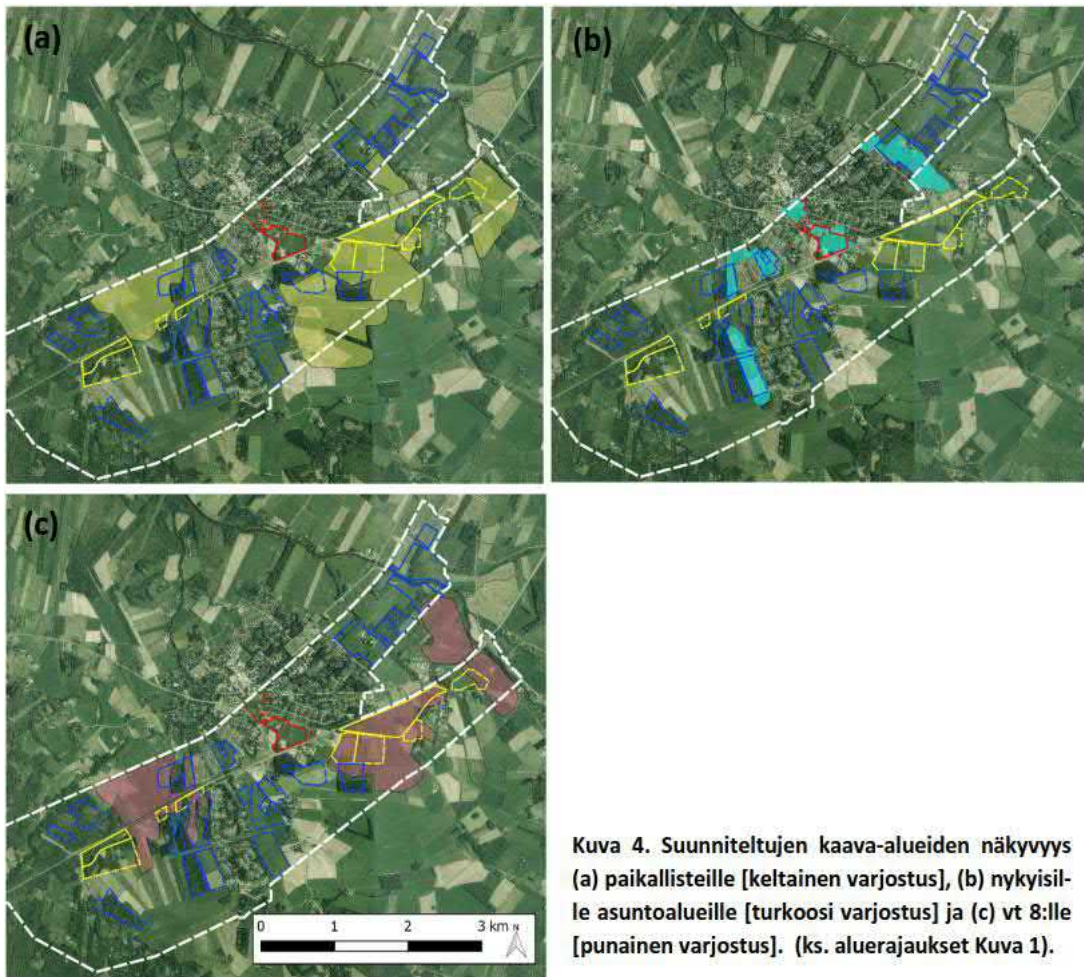 (a)
(b)
(c)
0 1 2 3 km N
Kuva 4. Suunniteltujen kaava-alueiden näkyvyys
(a) paikallisteille [keltainen varjostus], (b) nykyisil-
le asuntoalueille [turkoosi varjostus] ja (c) vt 8:lle
[punainen varjostus]. (ks. aluerajaukset Kuva 1).